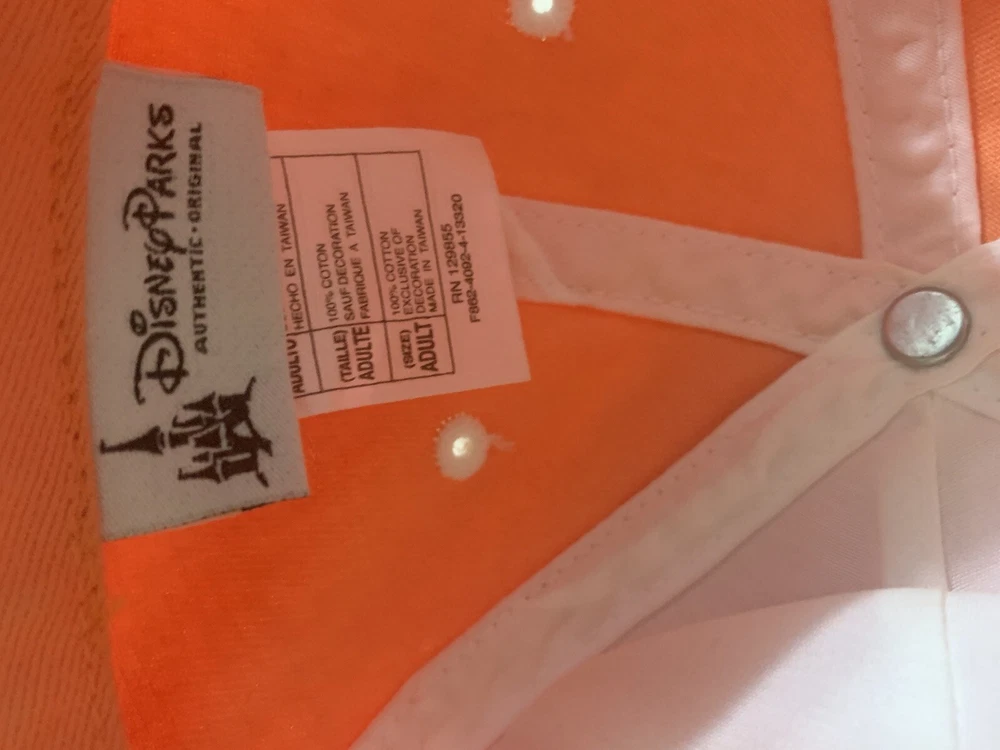 DISNEY PARKS
AUTHENTIC • ORIGINAL
HECHO EN TAIWAN
(TAILLE)
ADULTE
100% COTON
SAUF DECORATION
FABRIQUE A TAIWAN
(SIZE)
ADULT
100% COTTON
EXCLUSIVE OF
DECORATION
MADE IN TAIWAN
RN 129855
F862-4092-4-13320